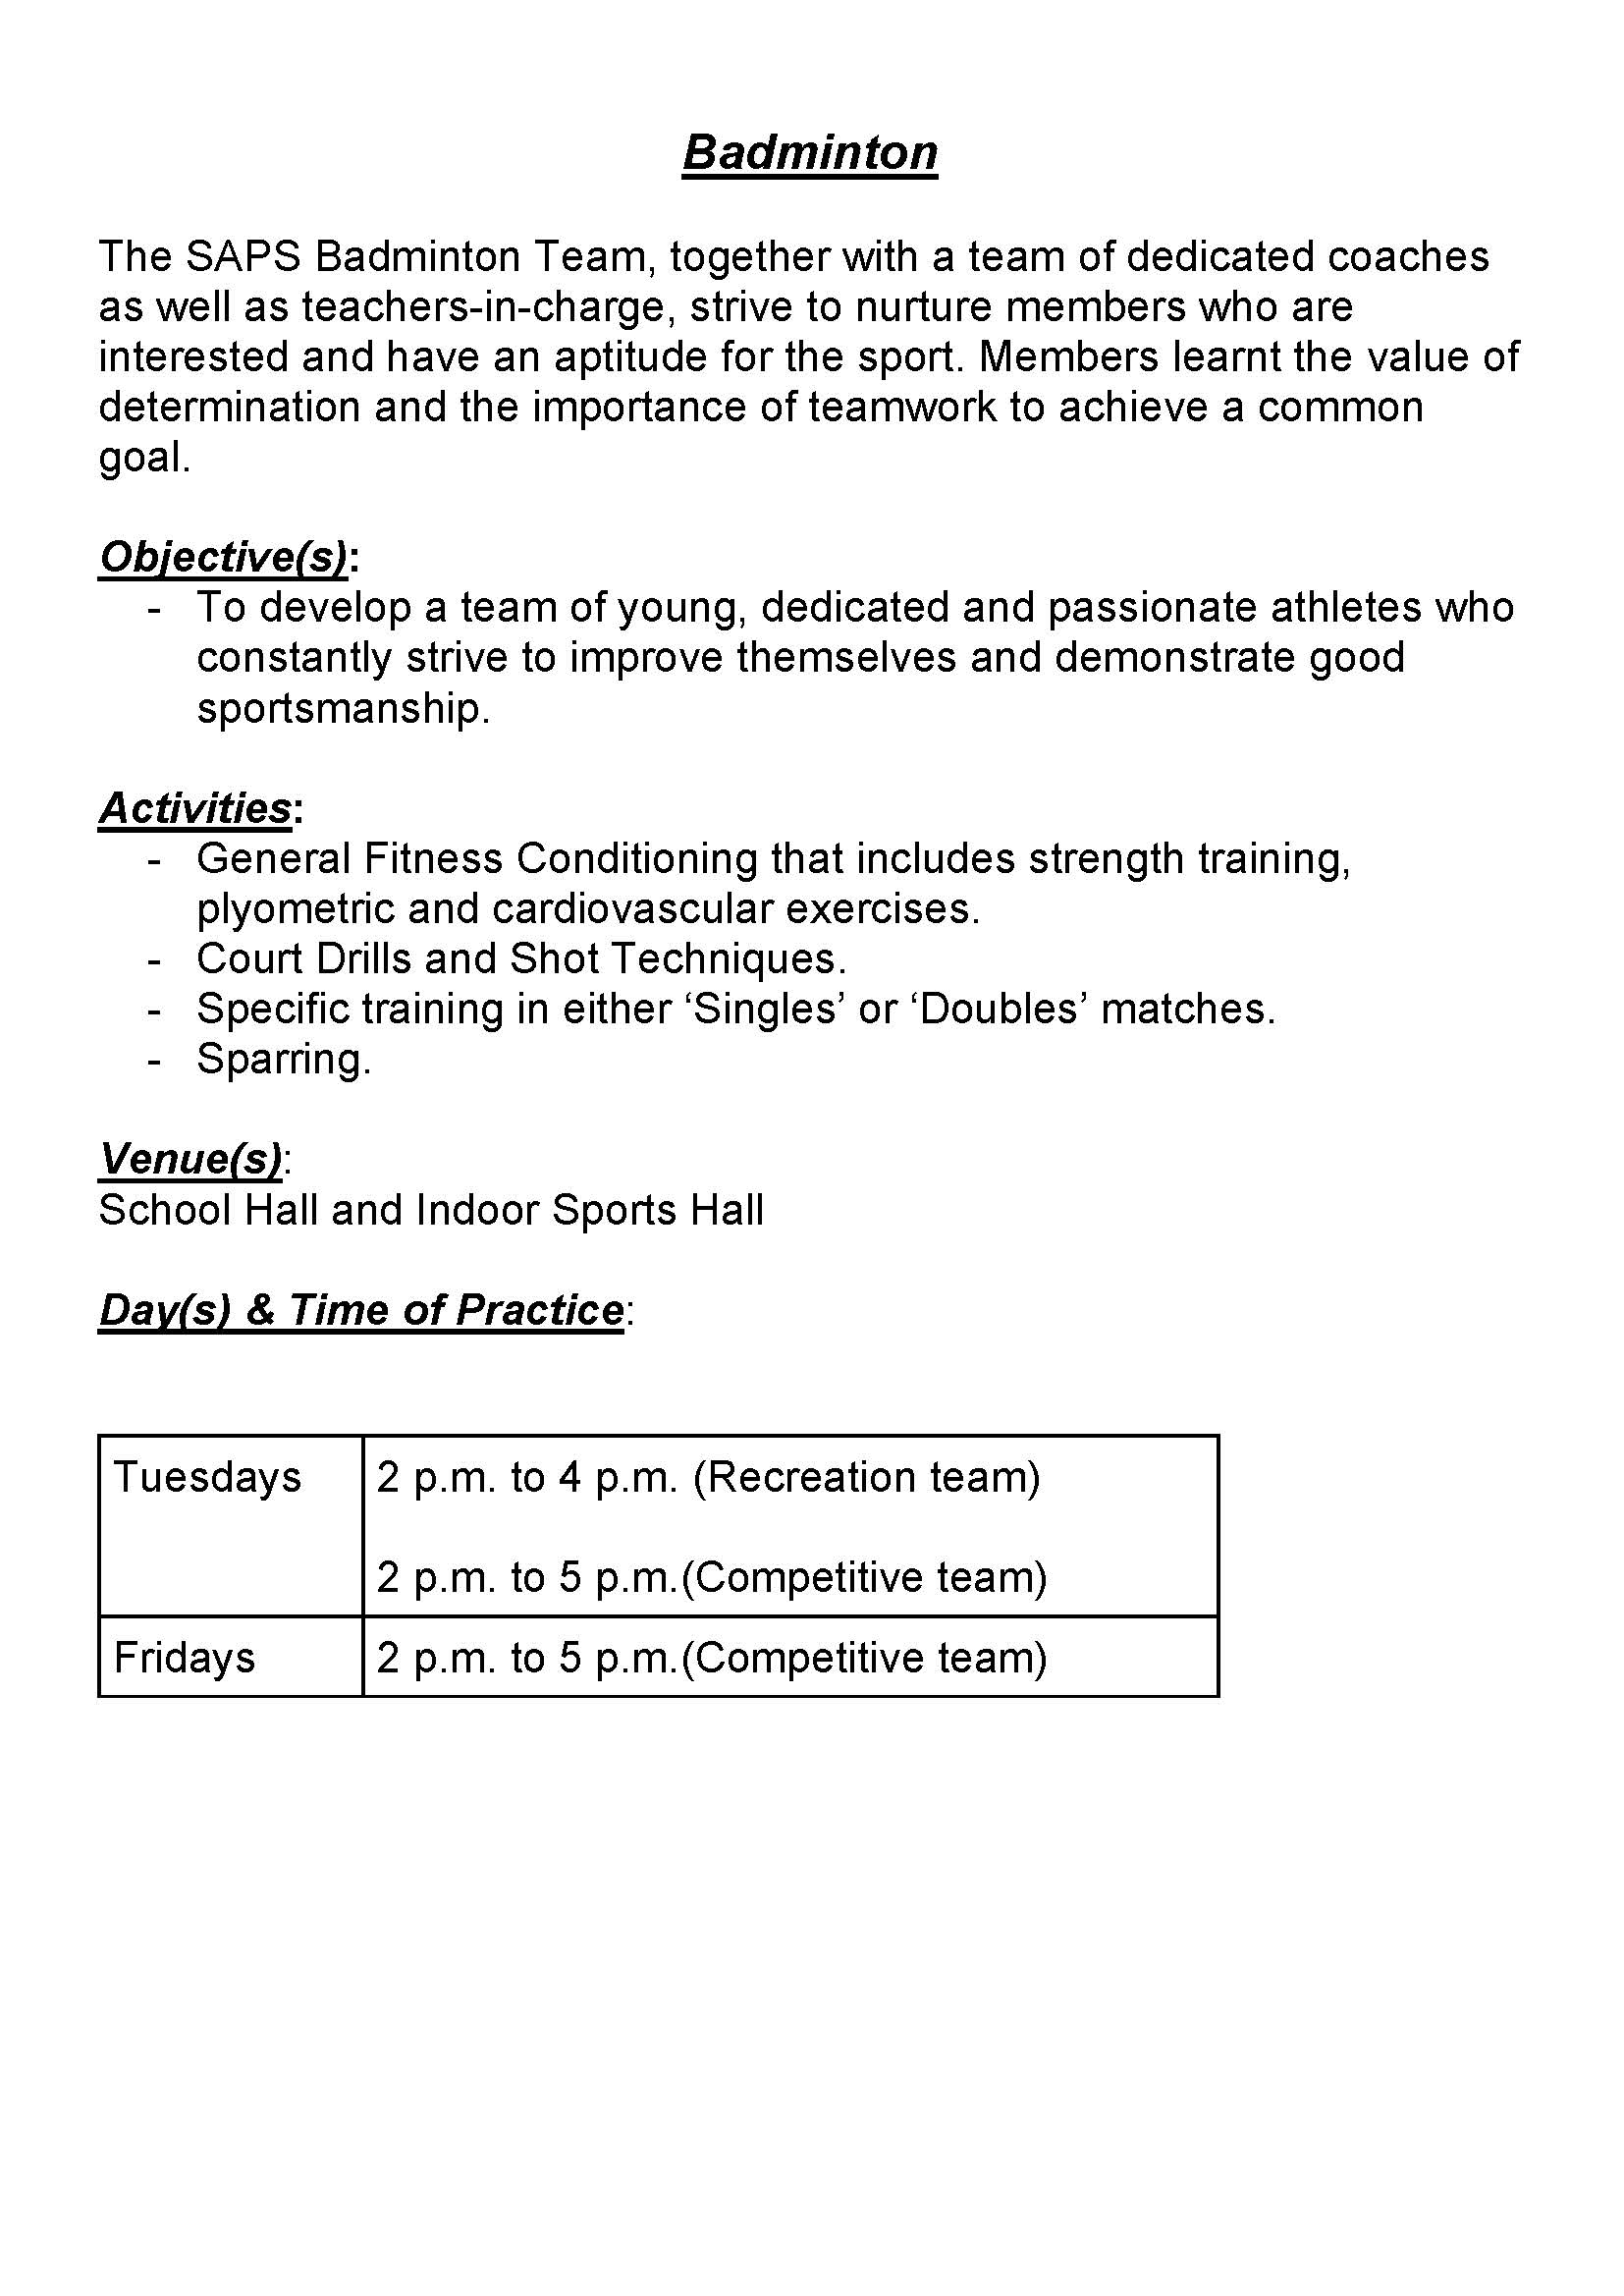 Badminton
The SAPS Badminton Team, together with a team of dedicated coaches
as well as teachers-in-charge, strive to nurture members who are
interested and have an aptitude for the sport. Members learnt the value of
determination and the importance of teamwork to achieve a common
goal.
Objective(s):
- To develop a team of young, dedicated and passionate athletes who
constantly strive to improve themselves and demonstrate good
sportsmanship.
Activities:
- General Fitness Conditioning that includes strength training,
plyometric and cardiovascular exercises.
- Court Drills and Shot Techniques.
- Specific training in either ‘Singles’ or ‘Doubles’ matches.
- Sparring.
Venue(s):
School Hall and Indoor Sports Hall
Day(s) & Time of Practice:
Tuesdays 2 p.m. to 4 p.m. (Recreation team)
2 p.m. to 5 p.m.(Competitive team)
Fridays 2 p.m. to 5 p.m.(Competitive team)